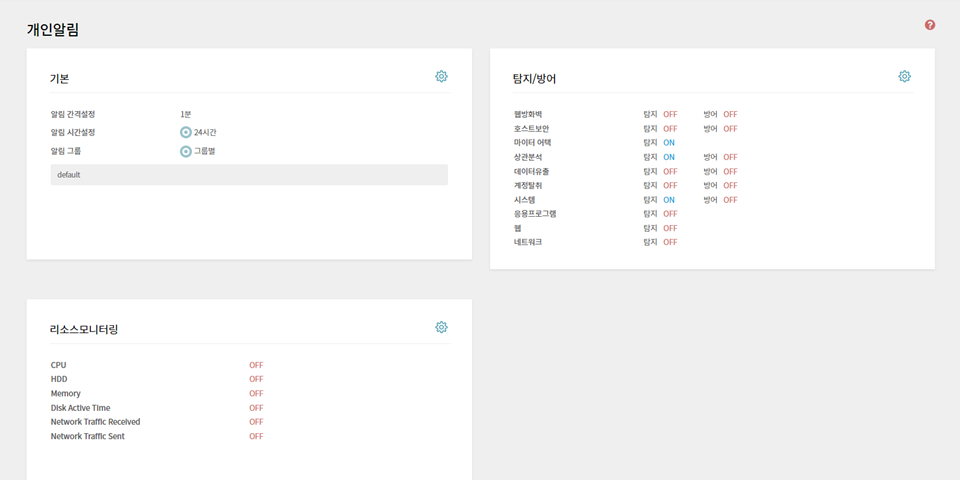 개인알림
기본
알림 간격설정 1분
알림 시간설정 24시간
알림 그룹 그룹별
default
탐지/방어
웹방화벽 탐지 OFF 방어 OFF
호스트보안 탐지 OFF 방어 OFF
마이터 어택 탐지 ON
상관분석 탐지 ON 방어 OFF
데이터유출 탐지 OFF 방어 OFF
계정탈취 탐지 OFF 방어 OFF
시스템 탐지 ON 방어 OFF
응용프로그램 탐지 OFF
웹 탐지 OFF
네트워크 탐지 OFF
리소스모니터링
CPU OFF
HDD OFF
Memory OFF
Disk Active Time OFF
Network Traffic Received OFF
Network Traffic Sent OFF